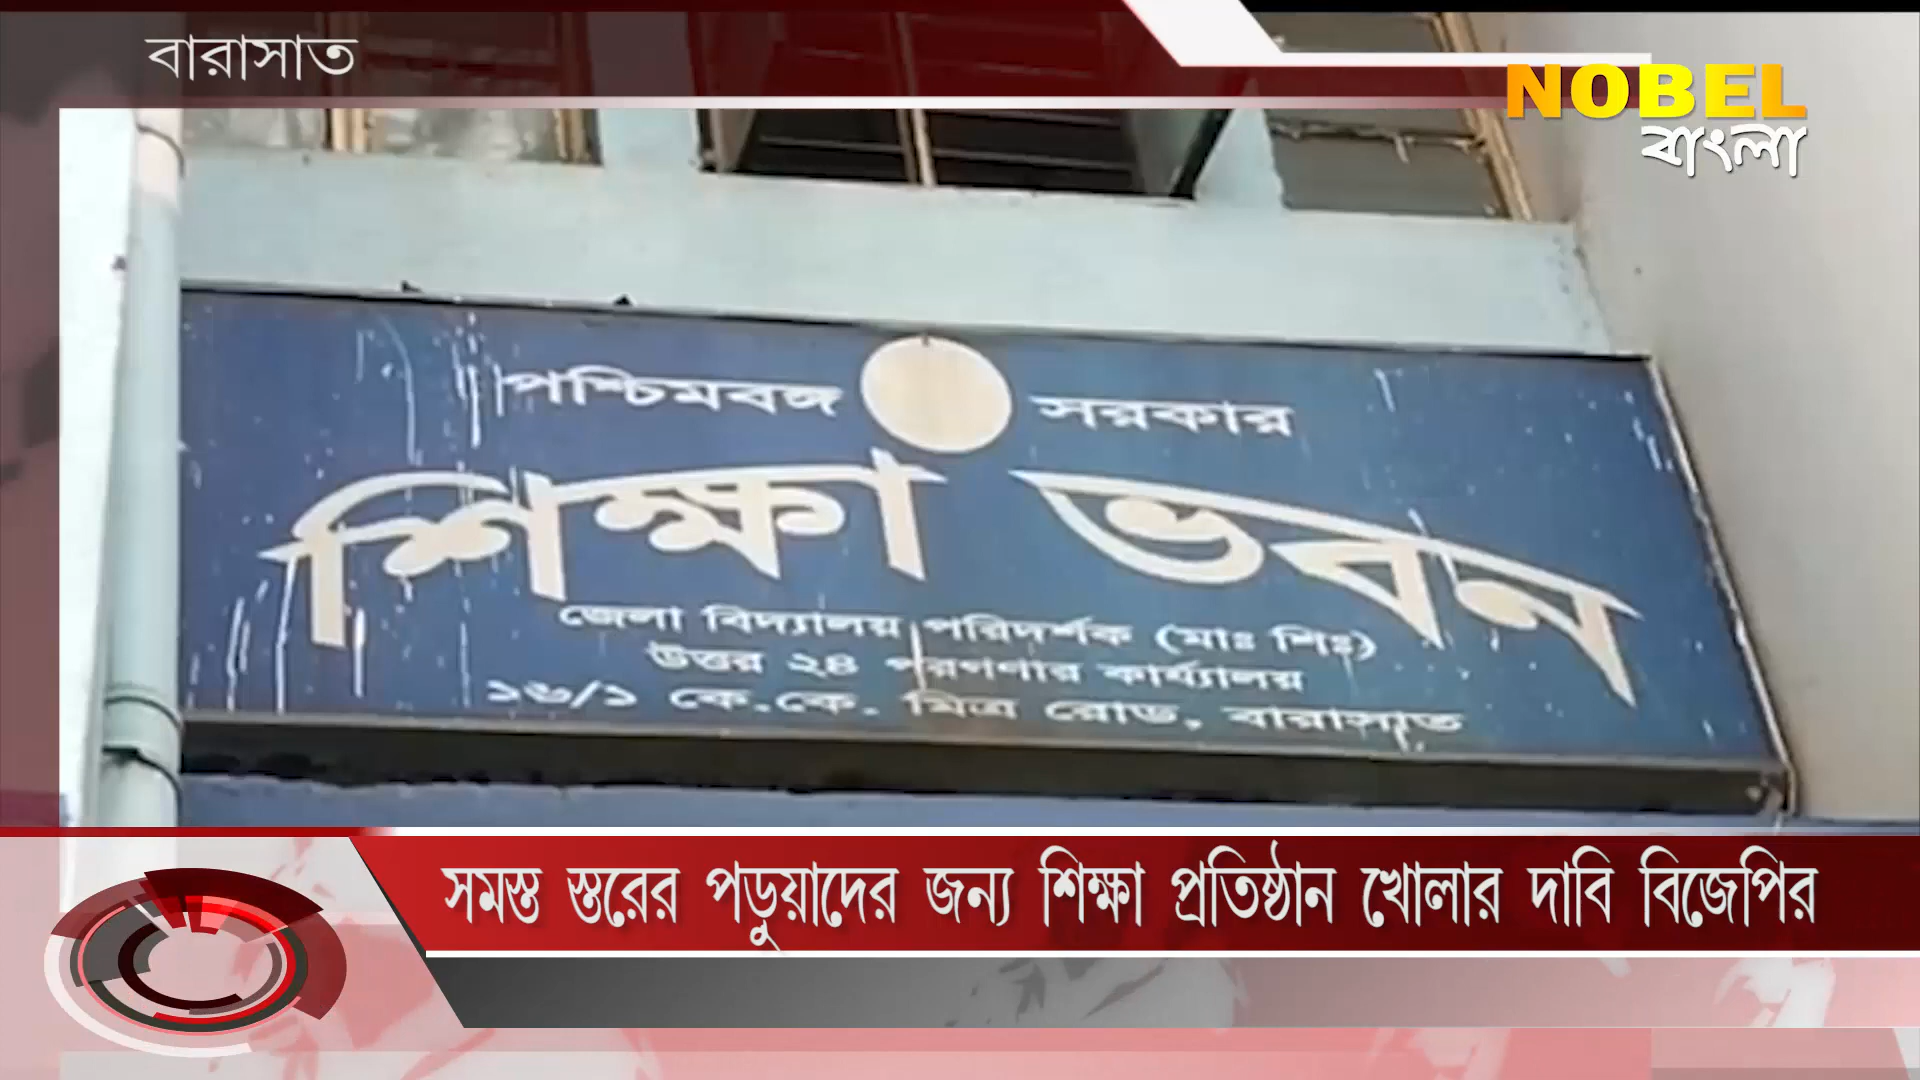 বারাসাত
NOBEL
বাংলা
পশ্চিমবঙ্গ সরকার
শিক্ষা ভবন
জেলা বিদ্যালয় পরিদর্শক (মাঃ শিঃ)
উত্তর ২৪ পরগণার কার্য্যালয়
১৬/১ কে.কে. মিত্র রোড, বারাসাত
সমস্ত স্তরের পড়ুয়াদের জন্য শিক্ষা প্রতিষ্ঠান খোলার দাবি বিজেপির